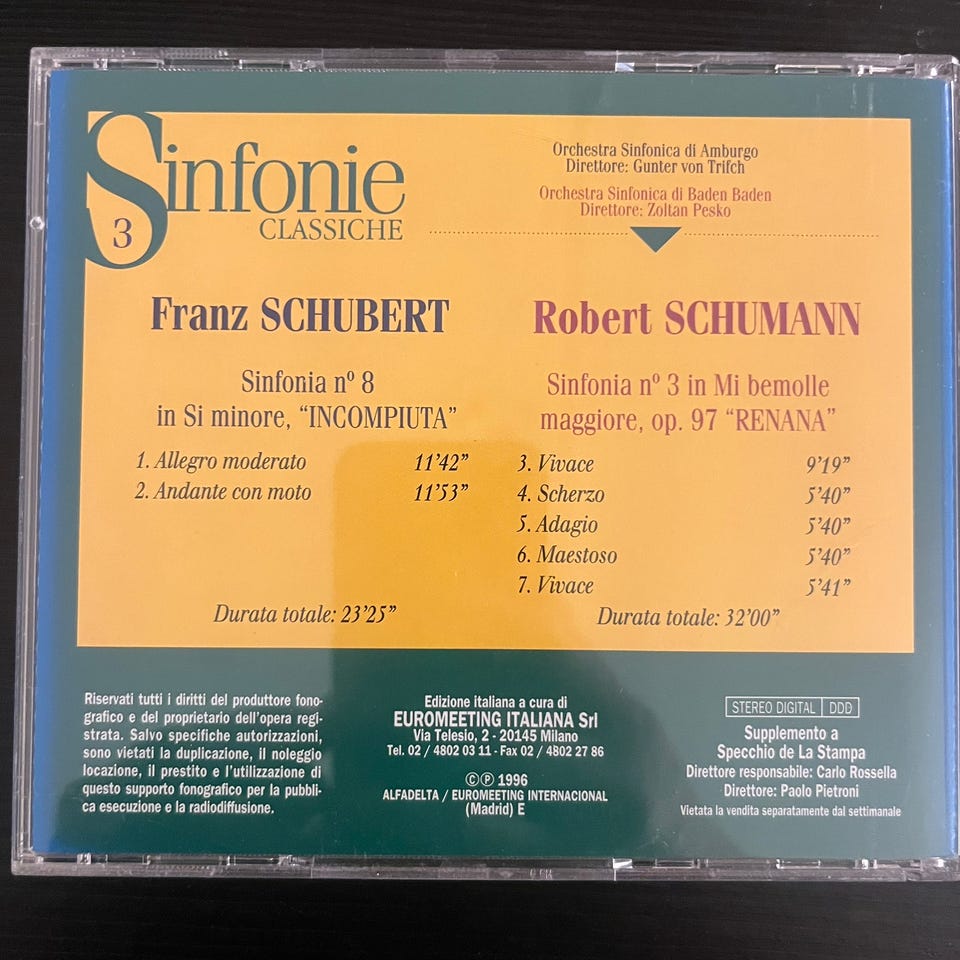 Sinfonie
CLASSICHE
3
Orchestra Sinfonica di Amburgo
Direttore: Gunter von Trifch
Orchestra Sinfonica di Baden Baden
Direttore: Zoltan Pesko
Franz SCHUBERT
Sinfonia nº 8
in Si minore, “INCOMPIUTA”
1. Allegro moderato 11’42”
2. Andante con moto 11’53”
Durata totale: 23’25”
Robert SCHUMANN
Sinfonia nº 3 in Mi bemolle
maggiore, op. 97 “RENANA”
3. Vivace 9’19”
4. Scherzo 5’40”
5. Adagio 5’40”
6. Maestoso 5’40”
7. Vivace 5’41”
Durata totale: 32’00”
Riservati tutti i diritti del produttore fono-
grafico e del proprietario dell’opera regi-
strata. Salvo specifiche autorizzazioni,
sono vietati la duplicazione, il noleggio
locazione, il prestito e l’utilizzazione di
questo supporto fonografico per la pubbli-
ca esecuzione e la radiodiffusione.
Edizione italiana a cura di
EUROMEETING ITALIANA Srl
Via Telesio, 2 - 20145 Milano
Tel. 02 / 4802 03 11 - Fax 02 / 4802 27 86
©℗ 1996
ALFADELTA / EUROMEETING INTERNACIONAL
(Madrid) E
STEREO DIGITAL DDD
Supplemento a
Specchio de La Stampa
Direttore responsabile: Carlo Rossella
Direttore: Paolo Pietroni
Vietata la vendita separatamente dal settimanale